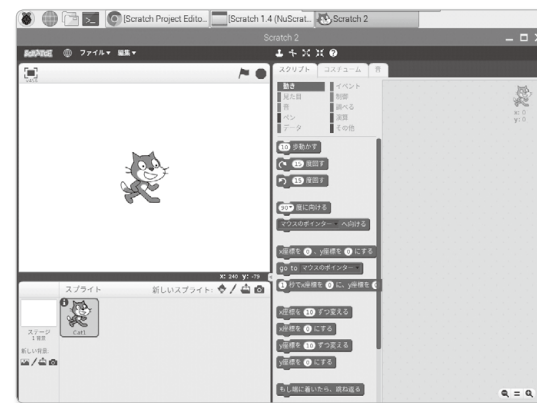 [Scratch Project Edito...
[Scratch 1.4 (NuScrat...
Scratch 2
Scratch 2
SCRATCH ファイル▼ 編集▼
スクリプト コスチューム 音
動き イベント
見た目 制御
音 調べる
ペン 演算
データ その他
x: 0
y: 0
10 歩動かす
15 度回す
15 度回す
90▼ 度に向ける
マウスのポインター へ向ける
x座標を 0 、y座標を 0 にする
go to マウスのポインター
1 秒でx座標を 0 に、y座標を
x座標を 10 ずつ変える
x座標を 0 にする
y座標を 10 ずつ変える
y座標を 0 にする
もし端に着いたら、跳ね返る
x: 240 y: -79
スプライト 新しいスプライト:
ステージ
1 背景
新しい背景:
Cat1